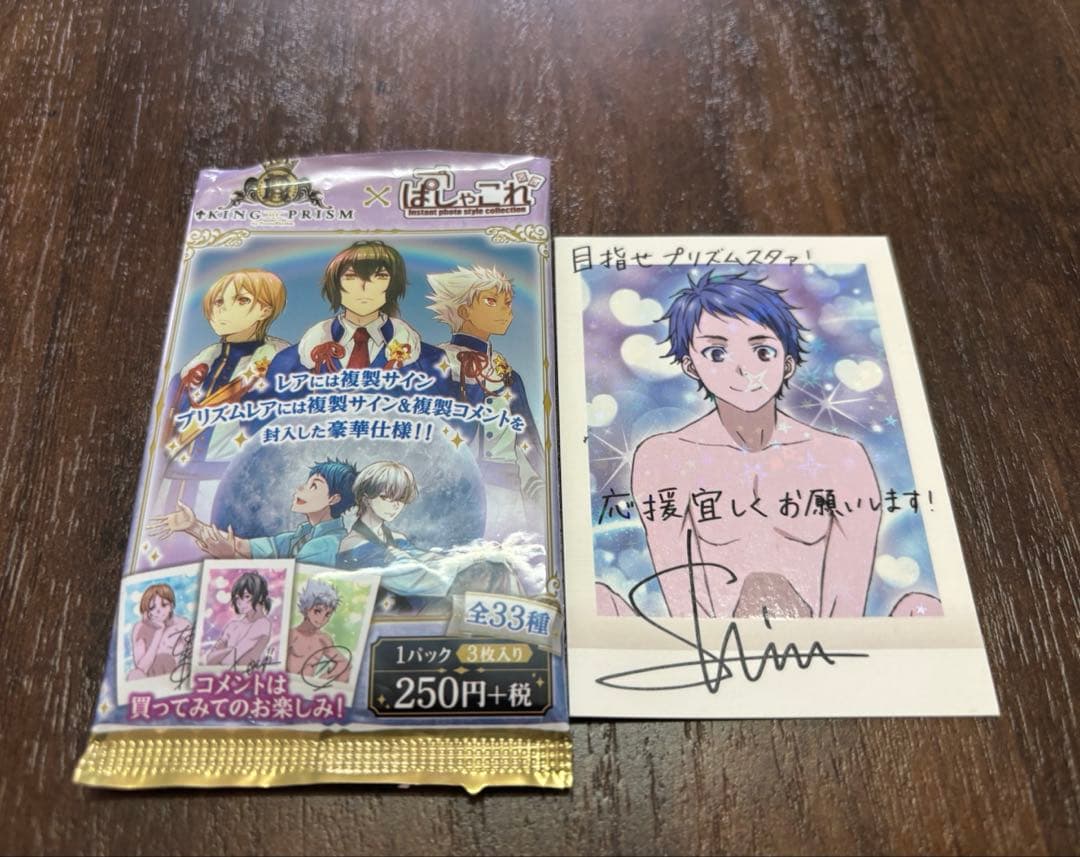 KING OF PRISM
by PrettyRhythm
×
ぱしゃこれ
Instant photo style collection
レアには複製サイン
プリズムレアには複製サイン&複製コメントを
封入した豪華仕様!!
全33種
1パック 3枚入り
250円+税
コメントは
買ってみてのお楽しみ!
目指せプリズムスタァ!
応援宜しくお願いします!
Shin